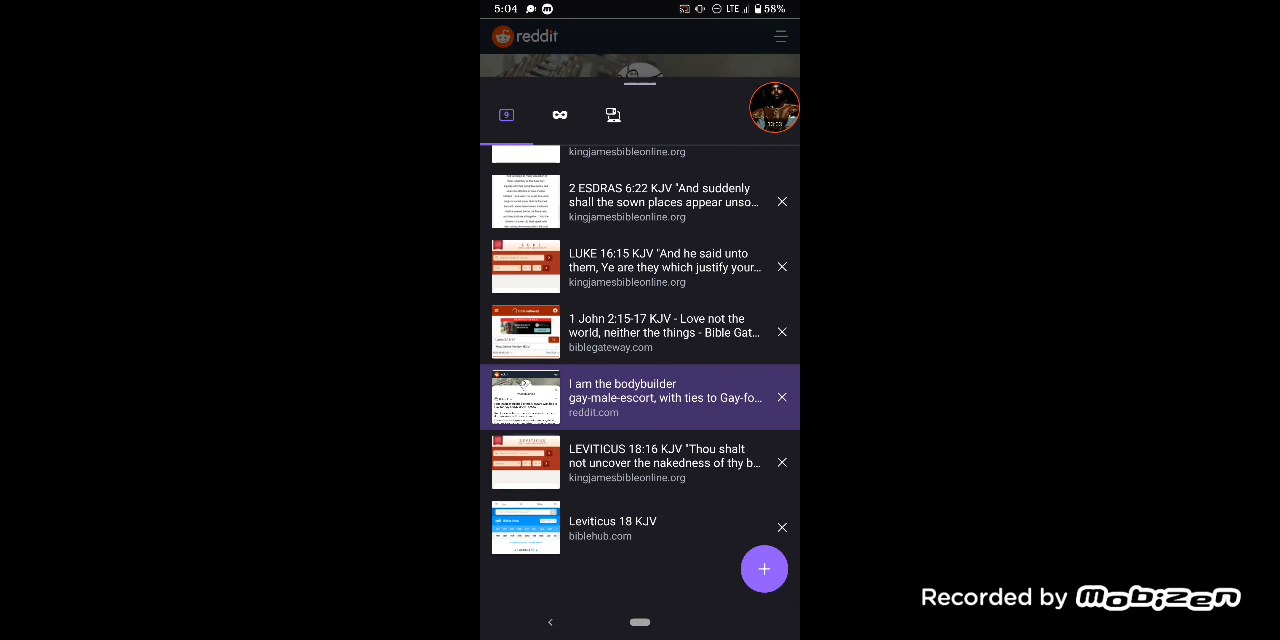 5:04
LTE 58%
reddit
9
13:03
kingjamesbibleonline.org
2 ESDRAS 6:22 KJV "And suddenly
shall the sown places appear unso...
kingjamesbibleonline.org
LUKE 16:15 KJV "And he said unto
them, Ye are they which justify your...
kingjamesbibleonline.org
1 John 2:15-17 KJV - Love not the
world, neither the things - Bible Gat...
biblegateway.com
I am the bodybuilder
gay-male-escort, with ties to Gay-fo...
reddit.com
LEVITICUS 18:16 KJV "Thou shalt
not uncover the nakedness of thy b...
kingjamesbibleonline.org
Leviticus 18 KJV
biblehub.com
Recorded by mobizen